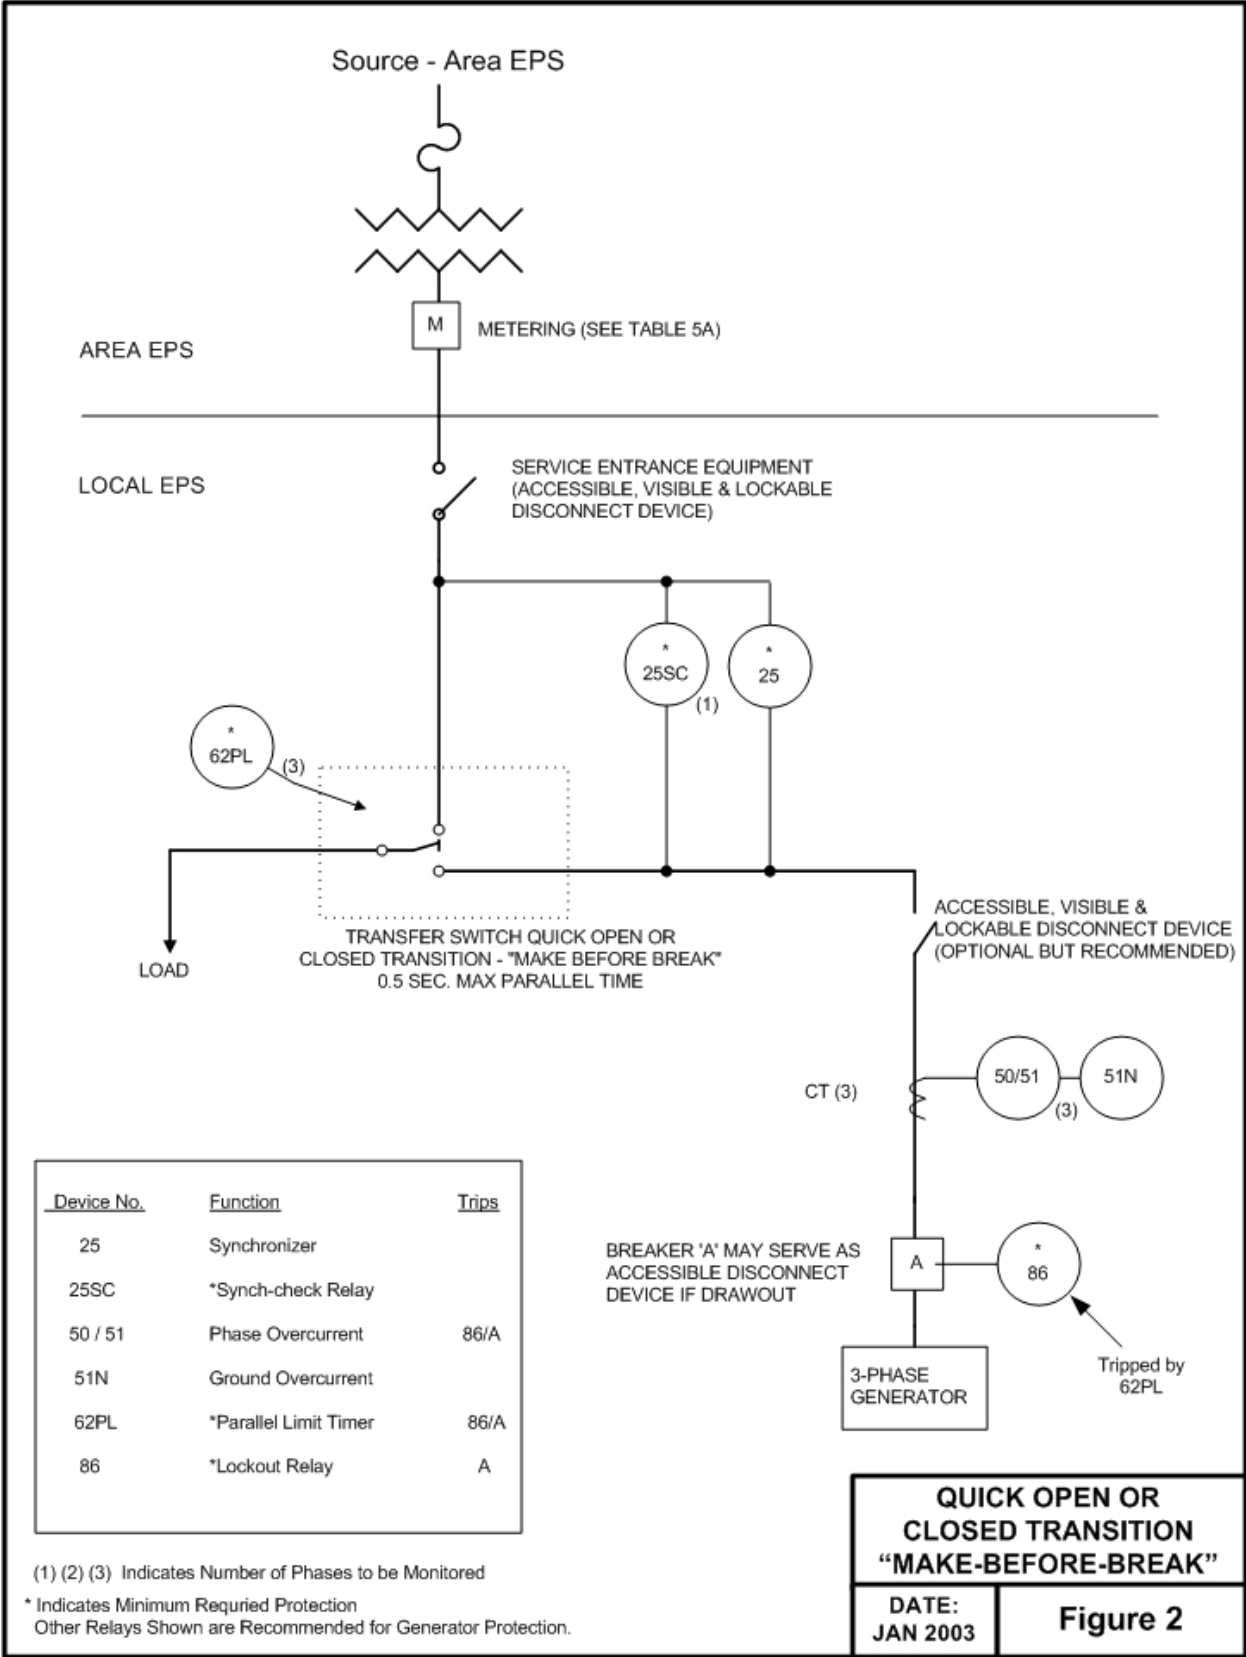 Source - Area EPS
M
METERING (SEE TABLE 5A)
AREA EPS
LOCAL EPS
SERVICE ENTRANCE EQUIPMENT
(ACCESSIBLE, VISIBLE & LOCKABLE
DISCONNECT DEVICE)
*
25SC
(1)
*
25
*
62PL
(3)
LOAD
TRANSFER SWITCH QUICK OPEN OR
CLOSED TRANSITION - "MAKE BEFORE BREAK"
0.5 SEC. MAX PARALLEL TIME
ACCESSIBLE, VISIBLE &
LOCKABLE DISCONNECT DEVICE
(OPTIONAL BUT RECOMMENDED)
CT (3)
50/51
(3)
51N
BREAKER 'A' MAY SERVE AS
ACCESSIBLE DISCONNECT
DEVICE IF DRAWOUT
A
*
86
Tripped by
62PL
3-PHASE
GENERATOR
Device No. Function Trips
25 Synchronizer
25SC *Synch-check Relay
50 / 51 Phase Overcurrent 86/A
51N Ground Overcurrent
62PL *Parallel Limit Timer 86/A
86 *Lockout Relay A
(1) (2) (3) Indicates Number of Phases to be Monitored
* Indicates Minimum Requried Protection
Other Relays Shown are Recommended for Generator Protection.
QUICK OPEN OR
CLOSED TRANSITION
“MAKE-BEFORE-BREAK”
DATE:
JAN 2003
Figure 2